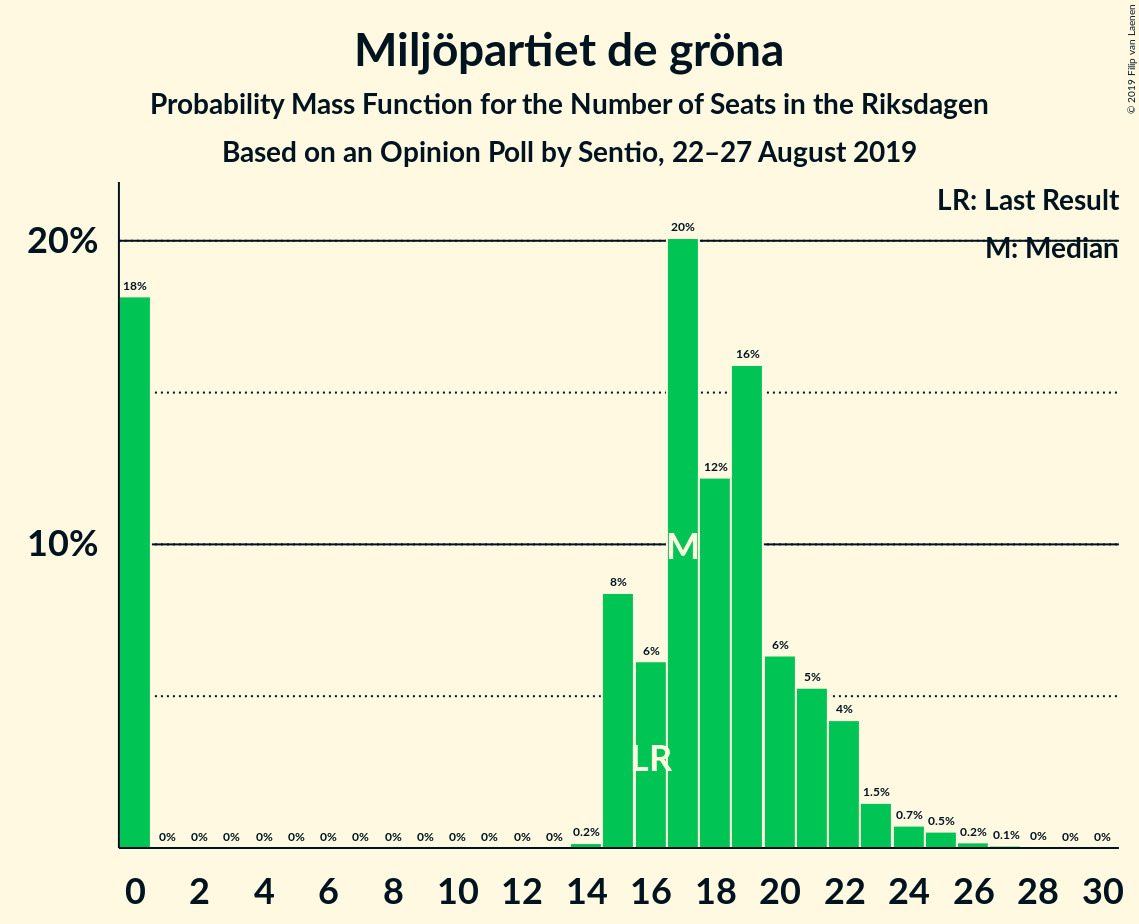 Miljöpartiet de gröna
Probability Mass Function for the Number of Seats in the Riksdagen
Based on an Opinion Poll by Sentio, 22–27 August 2019
© 2019 Filip van Laenen
LR: Last Result
M: Median
20%
10%
18% 0% 0% 0% 0% 0% 0% 0% 0% 0% 0% 0% 0% 0% 0.2% 8% 6% 20% 12% 16% 6% 5% 4% 1.5% 0.7% 0.5% 0.2% 0.1% 0% 0% 0%
M
LR
0 2 4 6 8 10 12 14 16 18 20 22 24 26 28 30